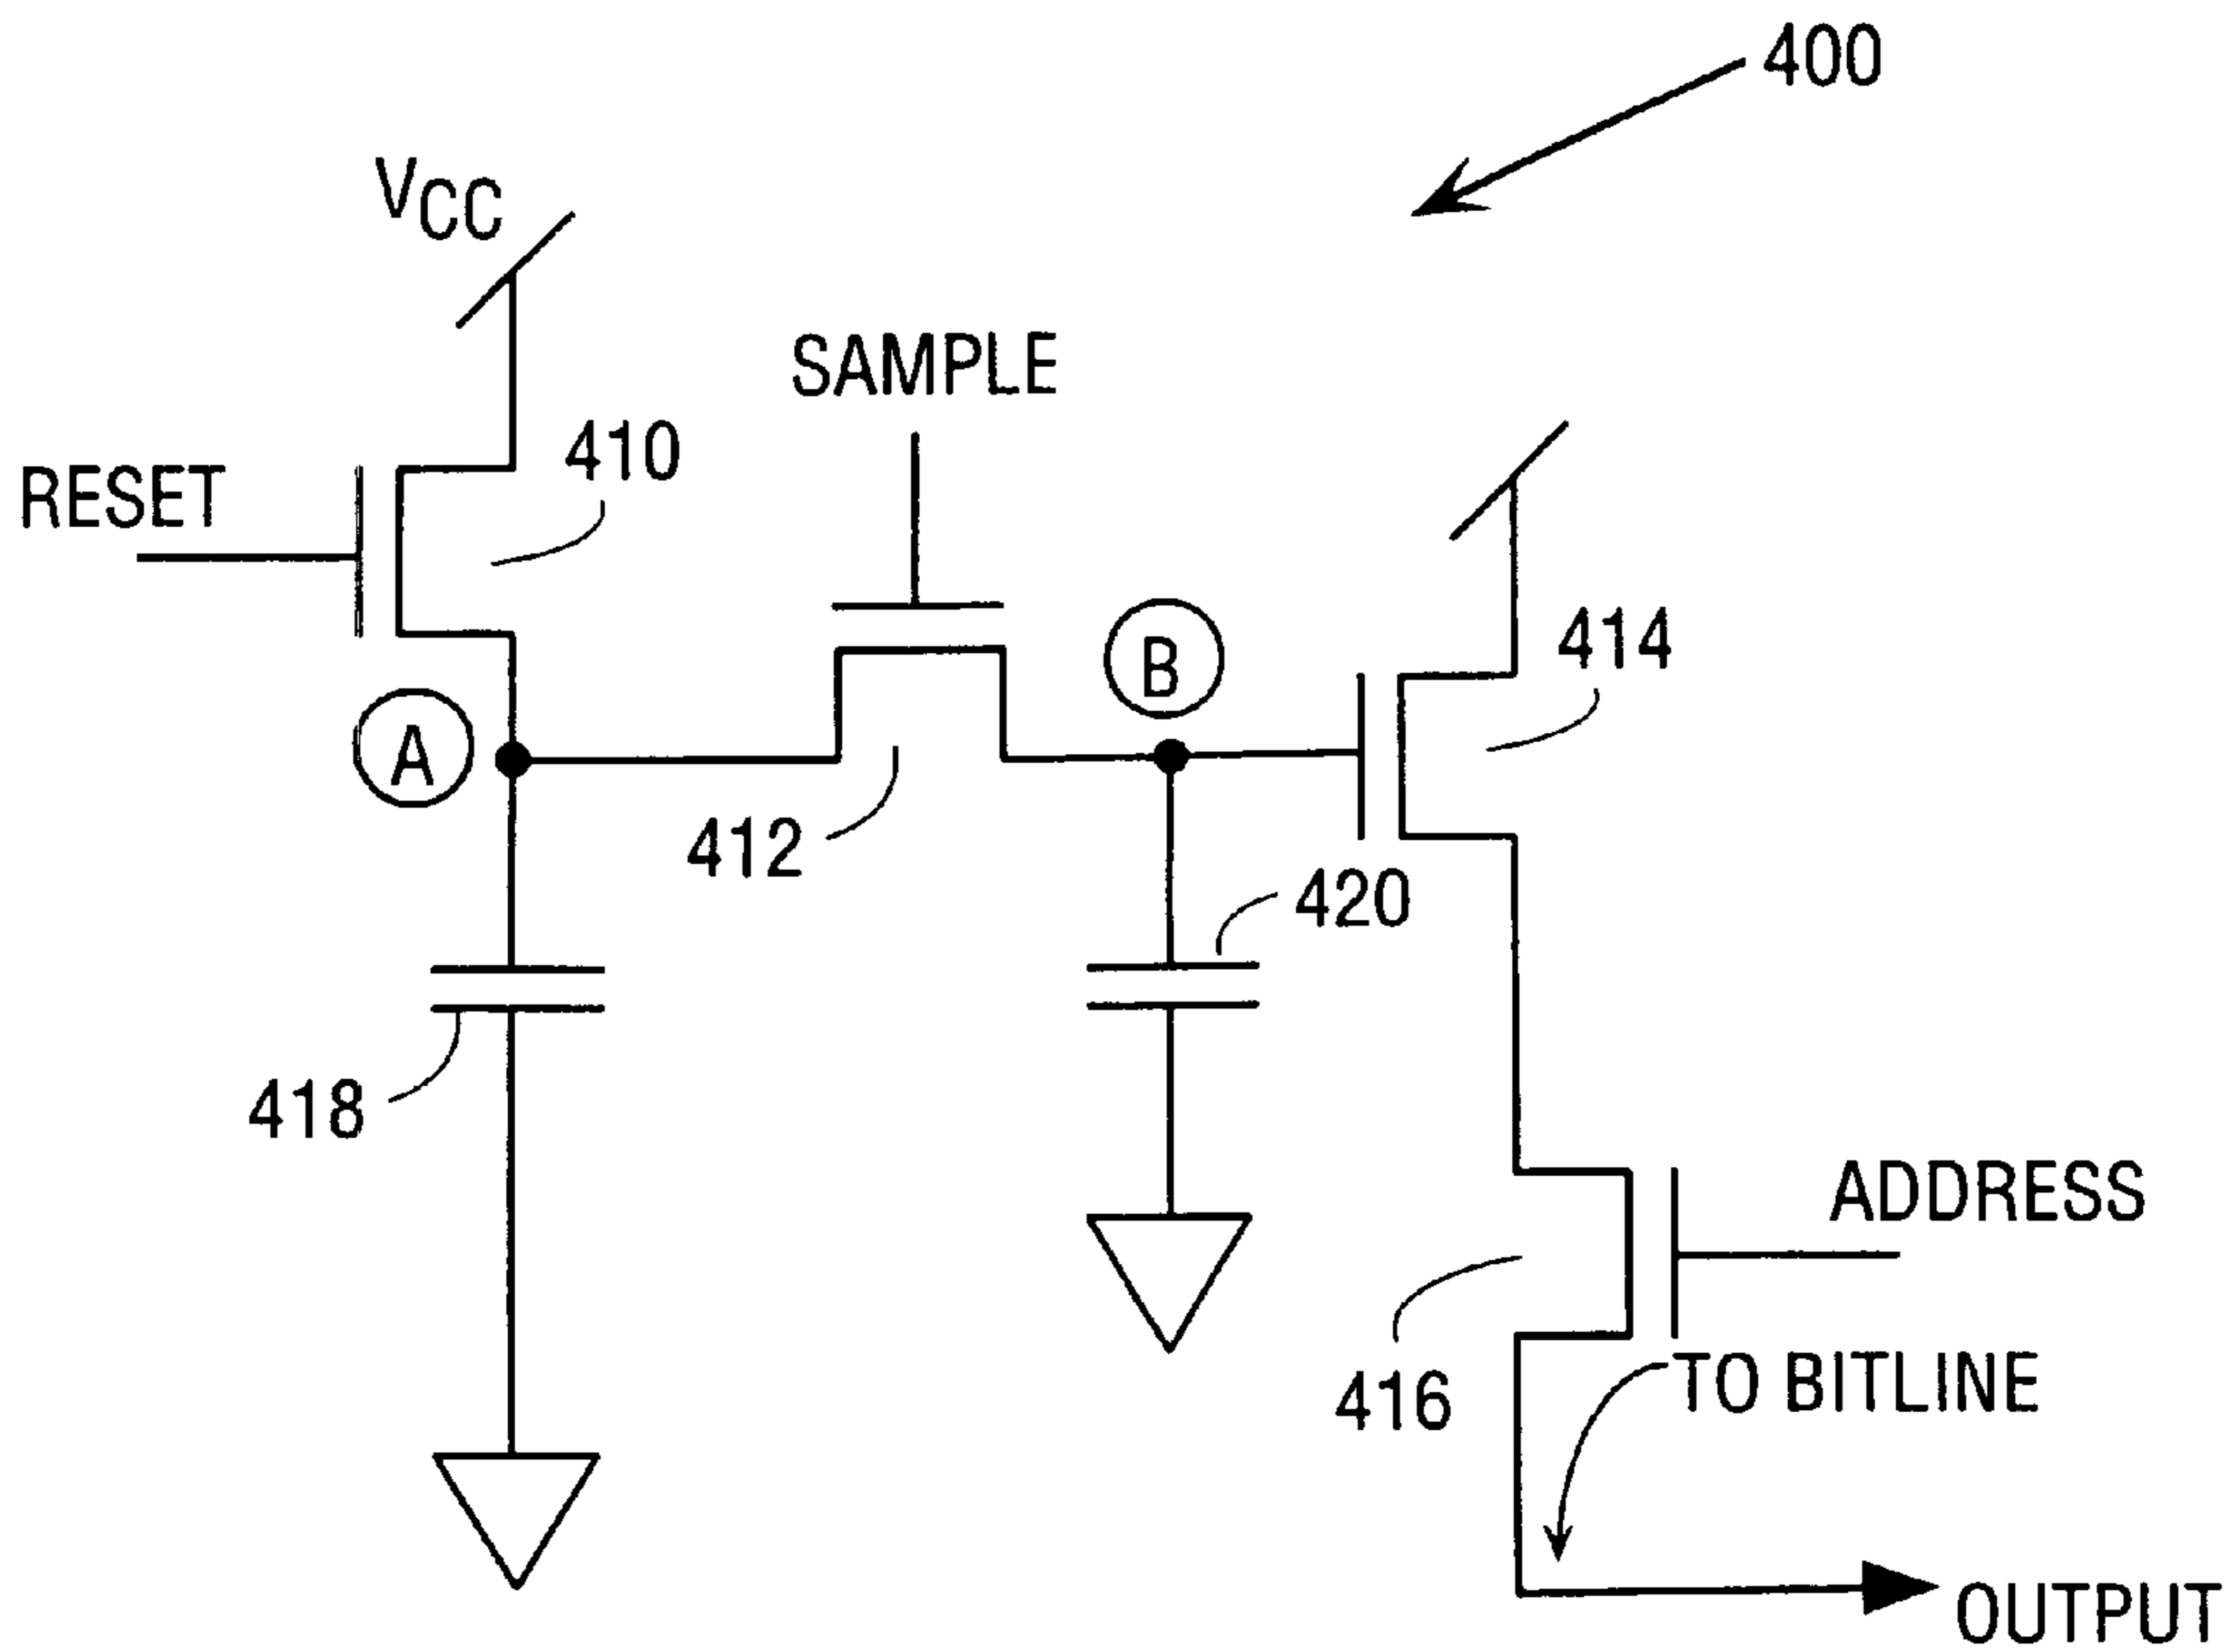 400
VCC
SAMPLE
410
RESET
414
B
A
412
420
418
ADDRESS
416
TO BITLINE
OUTPUT